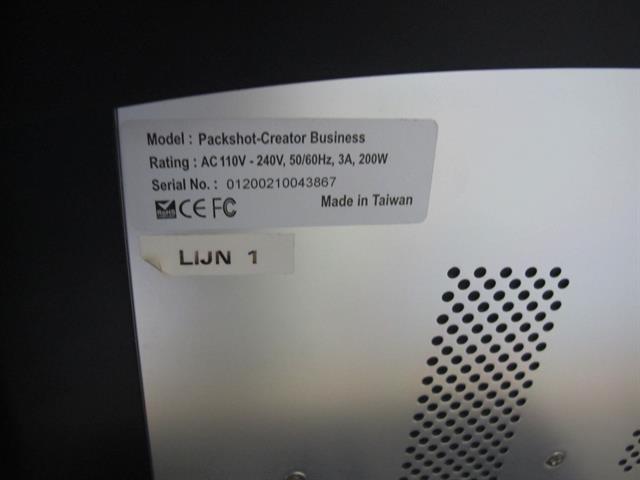 Model : Packshot-Creator Business
Rating : AC 110V - 240V, 50/60Hz, 3A, 200W
Serial No. : 01200210043867
RoHS CE FC
Made in Taiwan
LIJN 1